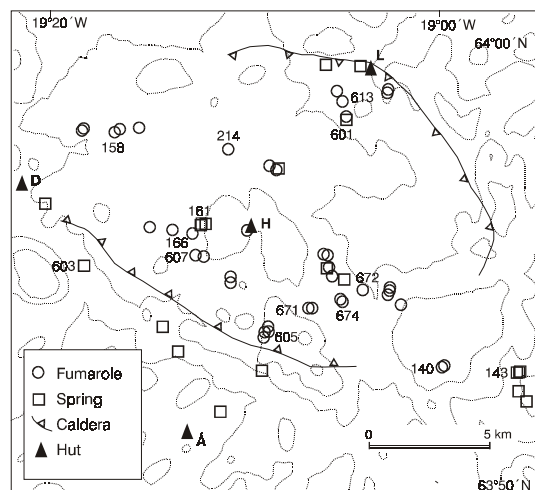 19°20´W
19°00´W
64°00´N
L
613
601
158
214
D
161
H
166
607
603
672
671
674
605
140
143
Fumarole
Spring
Caldera
Hut
Á
0 5 km
63°50´N